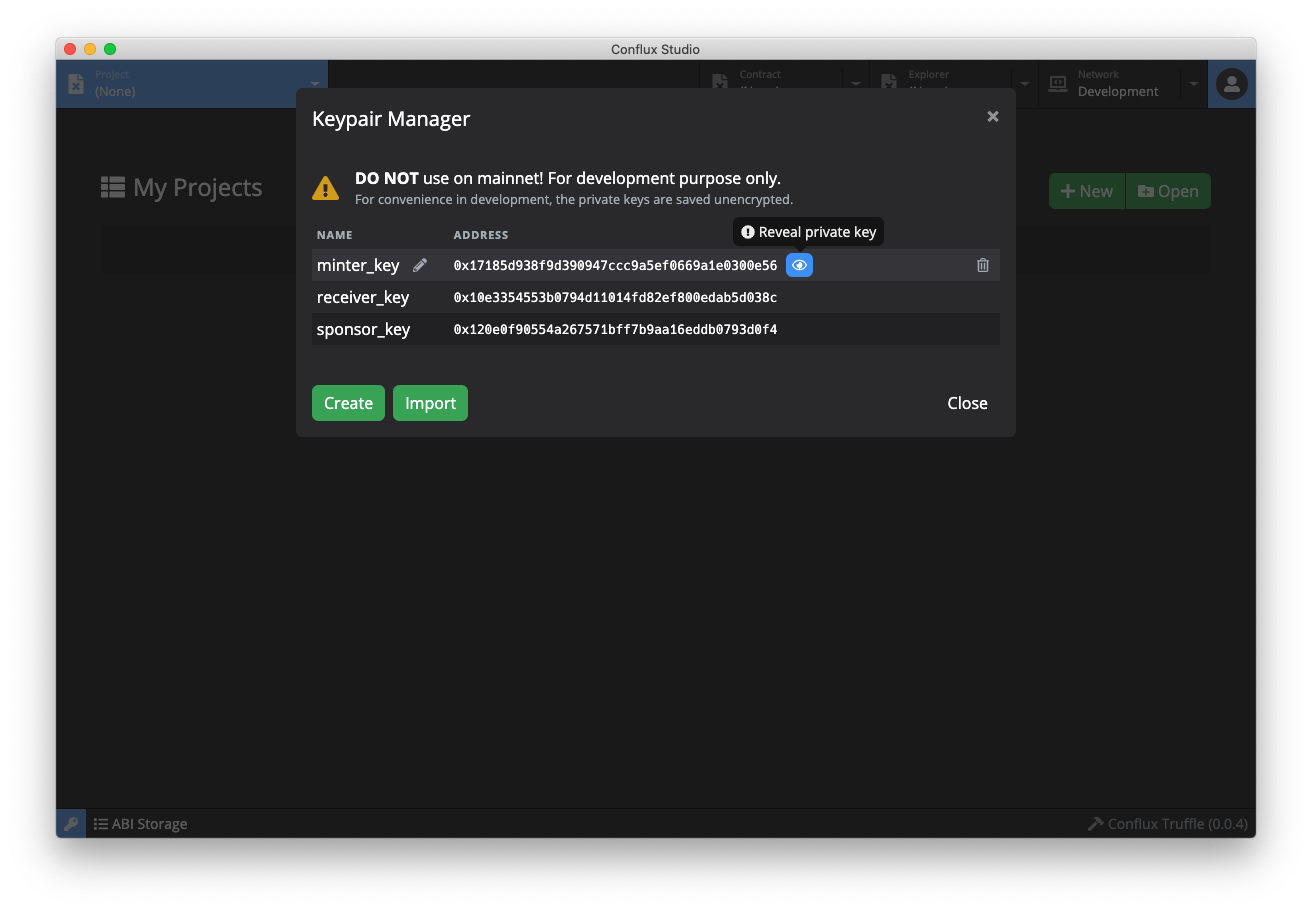 Conflux Studio
Project
(None)
Contract
Explorer
Network
Development
Keypair Manager
My Projects
New
Open
DO NOT use on mainnet! For development purpose only.
For convenience in development, the private keys are saved unencrypted.
Reveal private key
NAME ADDRESS
minter_key 0x17185d938f9d390947ccc9a5ef0669a1e0300e56
receiver_key 0x10e3354553b0794d11014fd82ef800edab5d038c
sponsor_key 0x120e0f90554a267571bff7b9aa16eddb0793d0f4
Create
Import
Close
ABI Storage
Conflux Truffle (0.0.4)